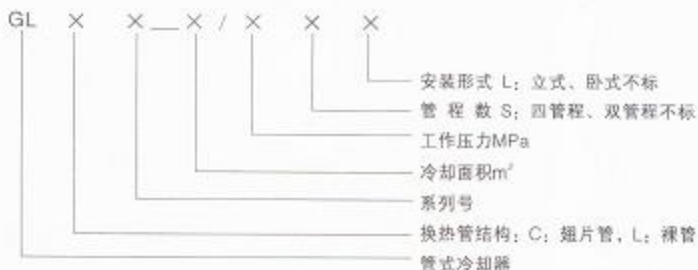 GL × ×—×/× × ×
安装形式 L：立式、卧式不标
管 程 数 S：四管程、双管程不标
工作压力MPa
冷却面积m²
系列号
换热管结构：C：翅片管，L：裸管
管式冷却器